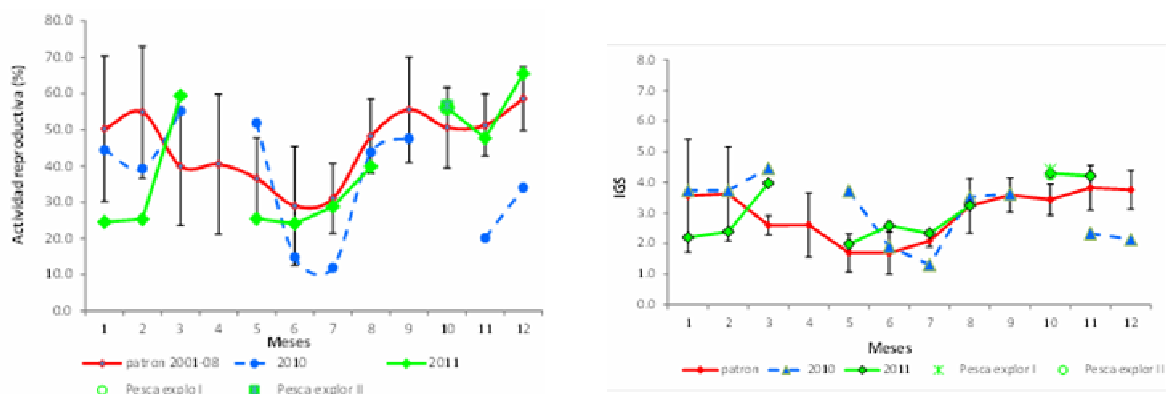 80.0
70.0
60.0
50.0
40.0
30.0
20.0
10.0
0.0
Actividad reproductiva (%)
1 2 3 4 5 6 7 8 9 10 11 12
Meses
patron 2001-08 2010 2011
Pesca explor I Pesca explor II
8.0
7.0
6.0
5.0
4.0
3.0
2.0
1.0
0.0
IGS
1 2 3 4 5 6 7 8 9 10 11 12
Meses
patron 2010 2011 Pesca explor I Pesca explor II